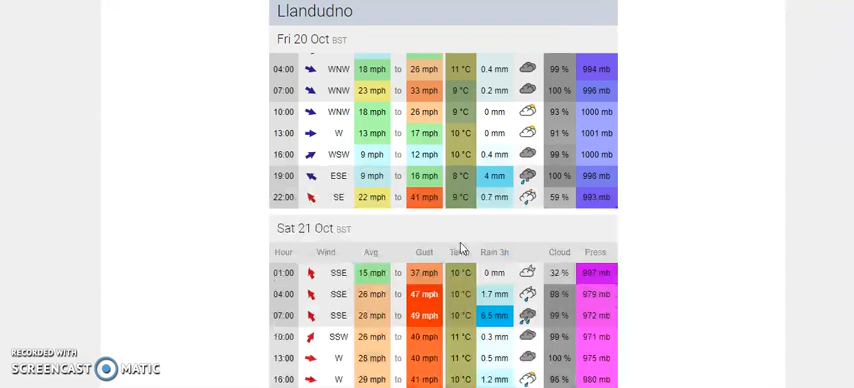 Llandudno
Fri 20 Oct BST
04:00 WNW 18 mph to 26 mph 11 °C 0.4 mm 99 % 994 mb
07:00 WNW 23 mph to 33 mph 9 °C 0.2 mm 100 % 996 mb
10:00 WNW 18 mph to 26 mph 9 °C 0 mm 93 % 1000 mb
13:00 W 13 mph to 17 mph 10 °C 0 mm 91 % 1001 mb
16:00 WSW 9 mph to 12 mph 10 °C 0.4 mm 99 % 1000 mb
19:00 ESE 9 mph to 16 mph 8 °C 4 mm 100 % 998 mb
22:00 SE 22 mph to 41 mph 9 °C 0.7 mm 59 % 993 mb
Sat 21 Oct BST
Hour Wind Avg Gust Rain 3h Cloud Press
01:00 SSE 15 mph to 37 mph 10 °C 0 mm 32 % 987 mb
04:00 SSE 26 mph to 47 mph 10 °C 1.7 mm 98 % 979 mb
07:00 SSE 28 mph to 49 mph 10 °C 6.5 mm 99 % 972 mb
10:00 SSW 26 mph to 40 mph 11 °C 0.3 mm 99 % 971 mb
13:00 W 28 mph to 40 mph 11 °C 0.5 mm 100 % 975 mb
16:00 W 29 mph to 41 mph 10 °C 1.2 mm 96 % 980 mb
RECORDED WITH
SCREENCAST MATIC